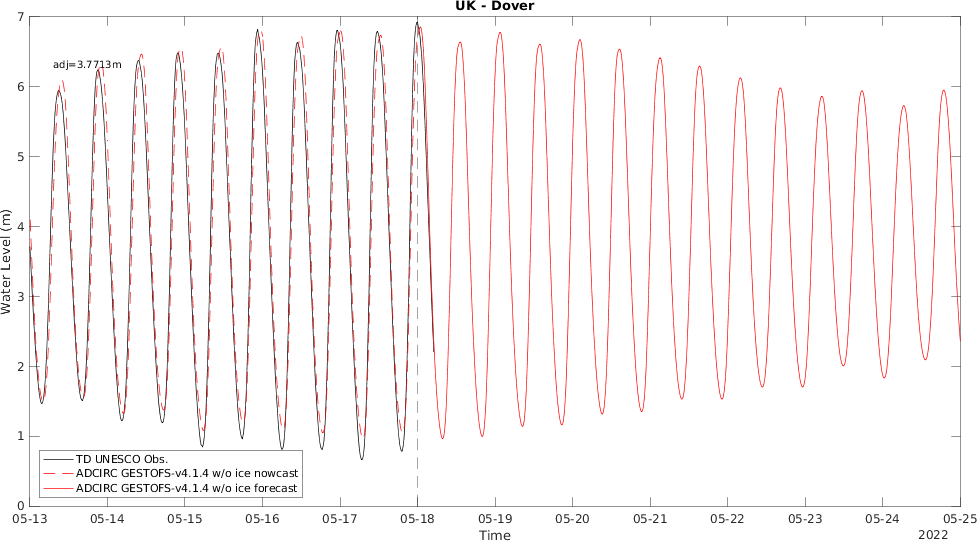 UK - Dover
adj=3.7713m
7
6
5
4
3
2
1
0
Water Level (m)
TD UNESCO Obs.
ADCIRC GESTOFS-v4.1.4 w/o ice nowcast
ADCIRC GESTOFS-v4.1.4 w/o ice forecast
05-13 05-14 05-15 05-16 05-17 05-18 05-19 05-20 05-21 05-22 05-23 05-24 05-25
Time
2022